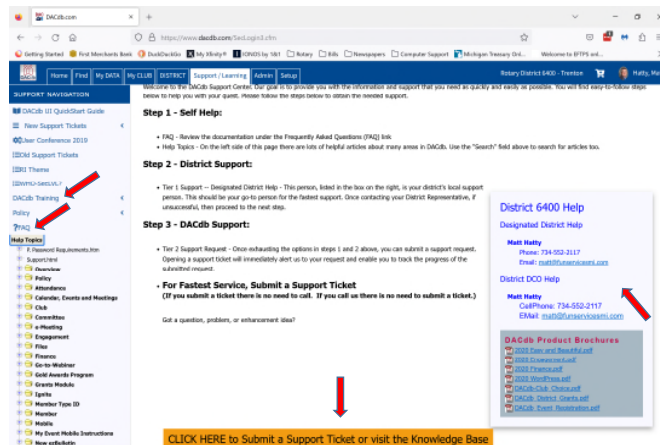 DACdb.com
https://www.dacdb.com/SecLogin3.cfm
Getting Started First Merchants Bank DuckDuckGo My Xfinity® IONOS by 1&1 Rotary Bills Newspapers Computer Support Michigan Treasury Onl... Welcome to EFTPS onl...
Home Find My DATA My CLUB DISTRICT Support/Learning Admin Setup
Rotary District 6400 - Trenton Hatty, Ma
SUPPORT NAVIGATION
DACdb UI QuickStart Guide
New Support Tickets
User Conference 2019
Old Support Tickets
RI Theme
DACdb Training
Policy
FAQ
Help Topics
P. Password Requirements.htm
Support.html
Overview
Policy
Attendance
Calendar, Events and Meetings
Club
Committee
e-Meeting
Engagement
Files
Finance
Go-to-Webinar
Gold Awards Program
Grants Module
Ignite
Member Type ID
Member
Mobile
My Event Mobile Instructions
New ezBulletin
Welcome to the DACdb Support Center. Our goal is to provide you with the information and support that you need as quickly and easily as possible. You will find easy-to-follow steps
below to help you with your quest. Please follow the steps below to obtain the needed support.
Step 1 - Self Help:
• FAQ - Review the documentation under the Frequently Asked Questions (FAQ) link
• Help Topics - On the left side of this page there are lots of helpful articles about many areas in DACdb. Use the "Search" field above to search for articles too.
Step 2 - District Support:
• Tier 1 Support -- Designated District Help - This person, listed in the box on the right, is your district's local support
person. This should be your go-to person for the fastest support. Once contacting your District Representative, if
unsuccessful, then proceed to the next step.
Step 3 - DACdb Support:
• Tier 2 Support Request - Once exhausting the options in steps 1 and 2 above, you can submit a support request.
Opening a support ticket will immediately alert us to your request and enable you to track the progress of the
submitted request.
• For Fastest Service, Submit a Support Ticket
(If you submit a ticket there is no need to call. If you call us there is no need to submit a ticket.)
Got a question, problem, or enhancement idea?
CLICK HERE to Submit a Support Ticket or visit the Knowledge Base
District 6400 Help
Designated District Help
Matt Hatty
Phone: 734-552-2117
Email: matt@funservicesmi.com
District DCO Help
Matt Hatty
CellPhone: 734-552-2117
EMail: matt@funservicesmi.com
DACdb Product Brochures
2020 Easy and Beautiful.pdf
2020 Engagement.pdf
2020 Finance.pdf
2020 WordPress.pdf
DACdb Club Choice.pdf
DACdb District Grants.pdf
DACdb Event Registration.pdf